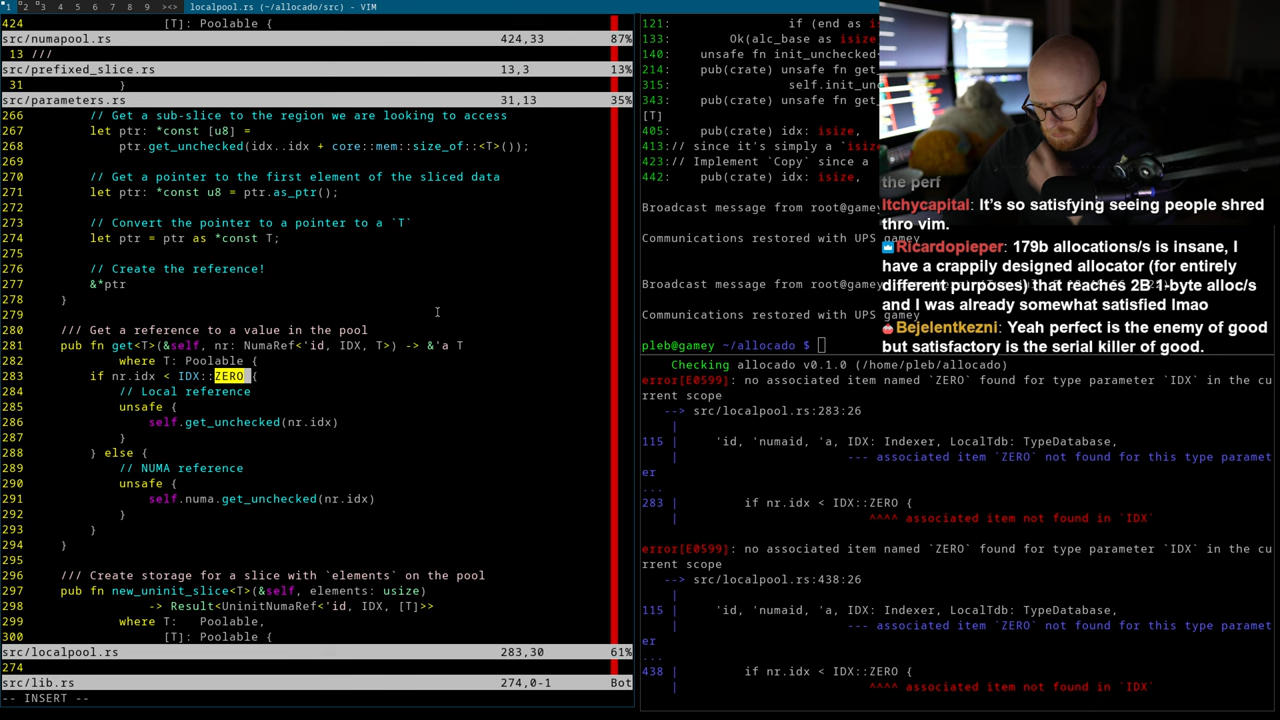 1 2 3 4 5 6 7 8 9 ><> localpool.rs (~/allocado/src) - VIM
424 [T]: Poolable {
src/numapool.rs 424,33 87%
13 ///
src/prefixed_slice.rs 13,3 13%
31 }
src/parameters.rs 31,13 35%
266 // Get a sub-slice to the region we are looking to access
267 let ptr: *const [u8] =
268 ptr.get_unchecked(idx..idx + core::mem::size_of::<T>());
269
270 // Get a pointer to the first element of the sliced data
271 let ptr: *const u8 = ptr.as_ptr();
272
273 // Convert the pointer to a pointer to a `T`
274 let ptr = ptr as *const T;
275
276 // Create the reference!
277 &*ptr
278 }
279
280 /// Get a reference to a value in the pool
281 pub fn get<T>(&self, nr: NumaRef<'id, IDX, T>) -> &'a T
282 where T: Poolable {
283 if nr.idx < IDX::ZERO {
284 // Local reference
285 unsafe {
286 self.get_unchecked(nr.idx)
287 }
288 } else {
289 // NUMA reference
290 unsafe {
291 self.numa.get_unchecked(nr.idx)
292 }
293 }
294 }
295
296 /// Create storage for a slice with `elements` on the pool
297 pub fn new_uninit_slice<T>(&self, elements: usize)
298 -> Result<UninitNumaRef<'id, IDX, [T]>>
299 where T: Poolable,
300 [T]: Poolable {
src/localpool.rs 283,30 61%
274
src/lib.rs 274,0-1 Bot
-- INSERT --
121: if (end as is
133: Ok(alc_base as isize
140: unsafe fn init_unchecked
214: pub(crate) unsafe fn get_
315: self.init_unc
343: pub(crate) unsafe fn get_
[T]
405: pub(crate) idx: isize,
413:// since it's simply a `isize
423:// Implement `Copy` since a
442: pub(crate) idx: isize,
Broadcast message from root@gamey
Communications restored with UPS gamey
Broadcast message from root@gamey
Communications restored with UPS gamey
pleb@gamey ~/allocado $
Checking allocado v0.1.0 (/home/pleb/allocado)
error[E0599]: no associated item named `ZERO` found for type parameter `IDX` in the cu
rrent scope
--> src/localpool.rs:283:26
|
115 | 'id, 'numaid, 'a, IDX: Indexer, LocalTdb: TypeDatabase,
| --- associated item `ZERO` not found for this type paramet
er
...
283 | if nr.idx < IDX::ZERO {
| ^^^^ associated item not found in `IDX`
error[E0599]: no associated item named `ZERO` found for type parameter `IDX` in the cu
rrent scope
--> src/localpool.rs:438:26
|
115 | 'id, 'numaid, 'a, IDX: Indexer, LocalTdb: TypeDatabase,
| --- associated item `ZERO` not found for this type paramet
er
...
438 | if nr.idx < IDX::ZERO {
| ^^^^ associated item not found in `IDX`
the perf
Itchycapital: It’s so satisfying seeing people shred
thro vim.
Ricardopieper: 179b allocations/s is insane, I
have a crappily designed allocator (for entirely
different purposes) that reaches 2B 1-byte alloc/s
and I was already somewhat satisfied lmao
Bejelentkezni: Yeah perfect is the enemy of good
but satisfactory is the serial killer of good.